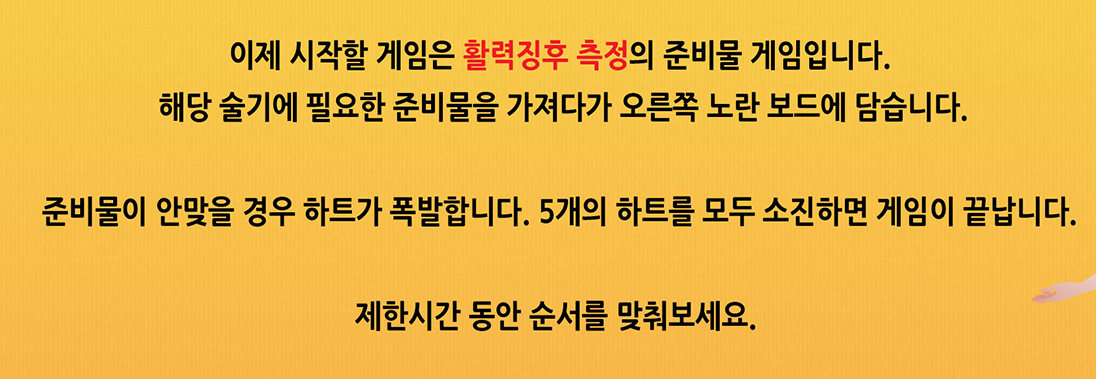 이제 시작할 게임은 활력징후 측정의 준비물 게임입니다.
해당 술기에 필요한 준비물을 가져다가 오른쪽 노란 보드에 담습니다.
준비물이 안맞을 경우 하트가 폭발합니다. 5개의 하트를 모두 소진하면 게임이 끝납니다.
제한시간 동안 순서를 맞춰보세요.